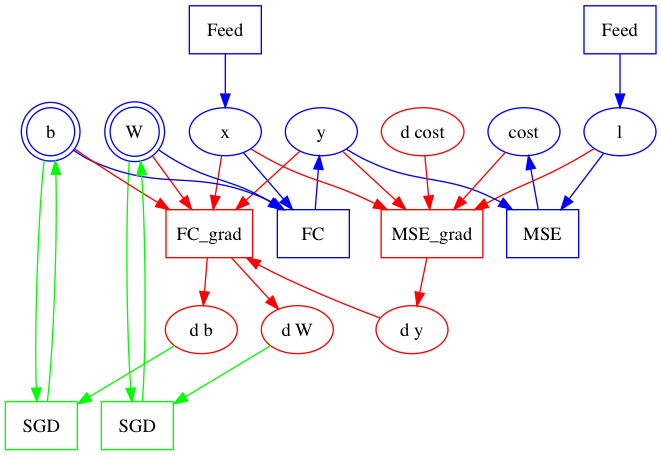 Feed
Feed
b
W
x
y
d cost
cost
l
FC_grad
FC
MSE_grad
MSE
d b
d W
d y
SGD
SGD